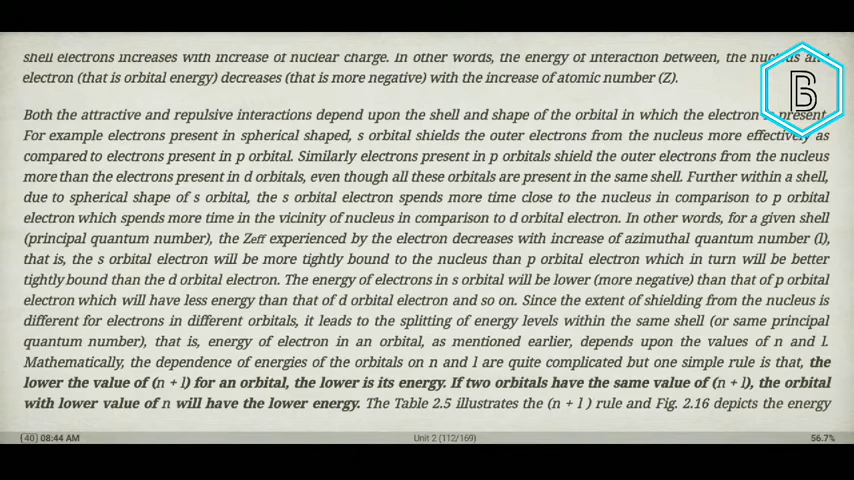 shell electrons increases with increase of nuclear charge. In other words, the energy of interaction between, the nucleus and
electron (that is orbital energy) decreases (that is more negative) with the increase of atomic number (Z).
Both the attractive and repulsive interactions depend upon the shell and shape of the orbital in which the electron is present.
For example electrons present in spherical shaped, s orbital shields the outer electrons from the nucleus more effectively as
compared to electrons present in p orbital. Similarly electrons present in p orbitals shield the outer electrons from the nucleus
more than the electrons present in d orbitals, even though all these orbitals are present in the same shell. Further within a shell,
due to spherical shape of s orbital, the s orbital electron spends more time close to the nucleus in comparison to p orbital
electron which spends more time in the vicinity of nucleus in comparison to d orbital electron. In other words, for a given shell
(principal quantum number), the Zeff experienced by the electron decreases with increase of azimuthal quantum number (l),
that is, the s orbital electron will be more tightly bound to the nucleus than p orbital electron which in turn will be better
tightly bound than the d orbital electron. The energy of electrons in s orbital will be lower (more negative) than that of p orbital
electron which will have less energy than that of d orbital electron and so on. Since the extent of shielding from the nucleus is
different for electrons in different orbitals, it leads to the splitting of energy levels within the same shell (or same principal
quantum number), that is, energy of electron in an orbital, as mentioned earlier, depends upon the values of n and l.
Mathematically, the dependence of energies of the orbitals on n and l are quite complicated but one simple rule is that, the
lower the value of (n + l) for an orbital, the lower is its energy. If two orbitals have the same value of (n + l), the orbital
with lower value of n will have the lower energy. The Table 2.5 illustrates the (n + l ) rule and Fig. 2.16 depicts the energy
{40} 08:44 AM
Unit 2 (112/169)
56.7%
B